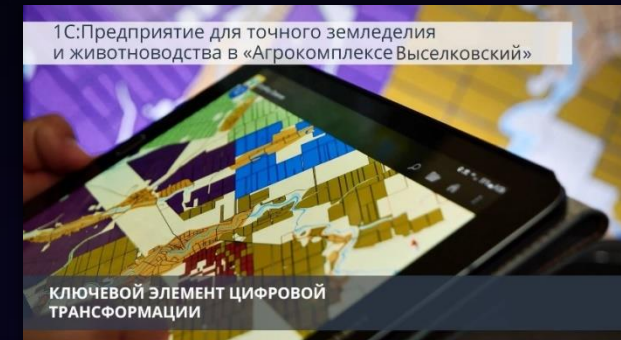 1С:Предприятие для точного земледелия
и животноводства в «Агрокомплексе Выселковский»
КЛЮЧЕВОЙ ЭЛЕМЕНТ ЦИФРОВОЙ
ТРАНСФОРМАЦИИ